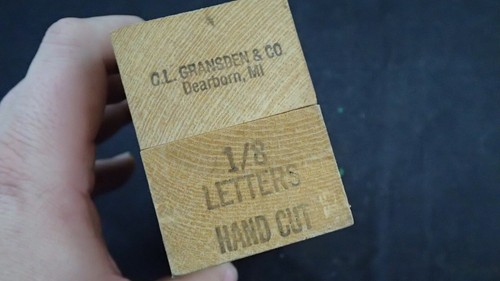 C.L. GRANSDEN & CO.
Dearborn, MI
1/8
LETTERS
HAND CUT